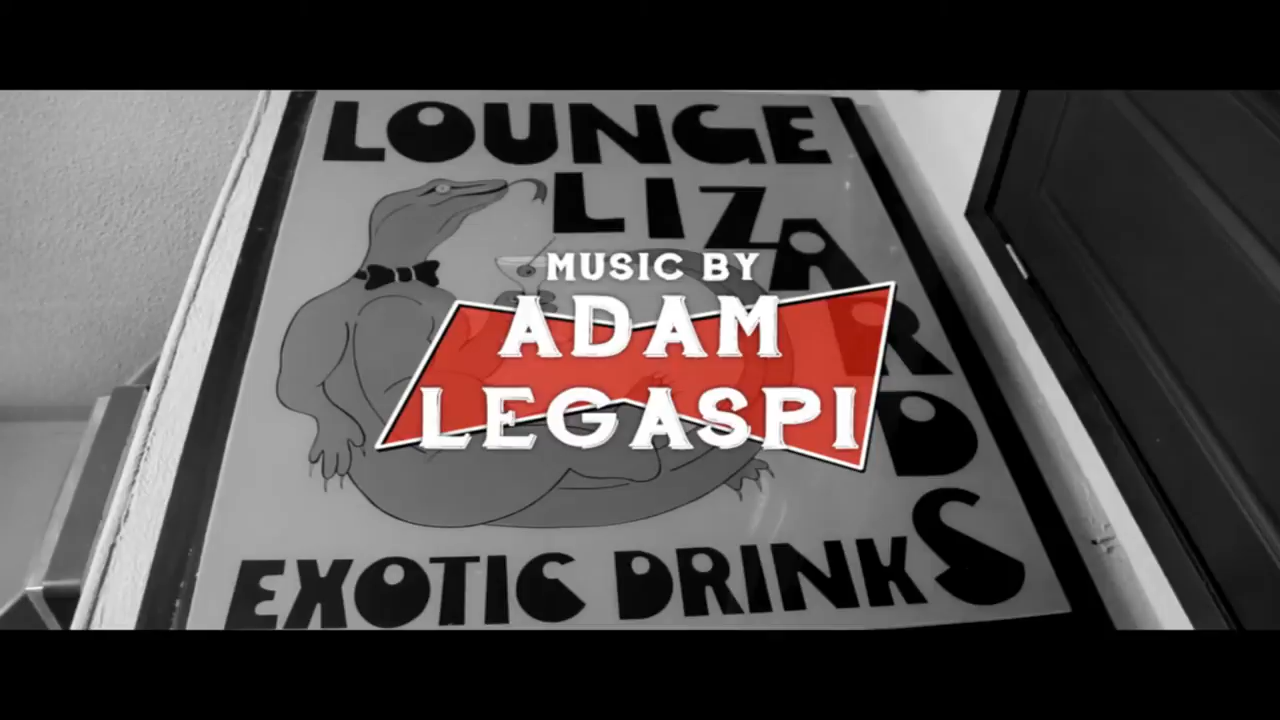 LOUNGE
LIZARDS
MUSIC BY
ADAM
LEGASPI
EXOTIC DRINKS